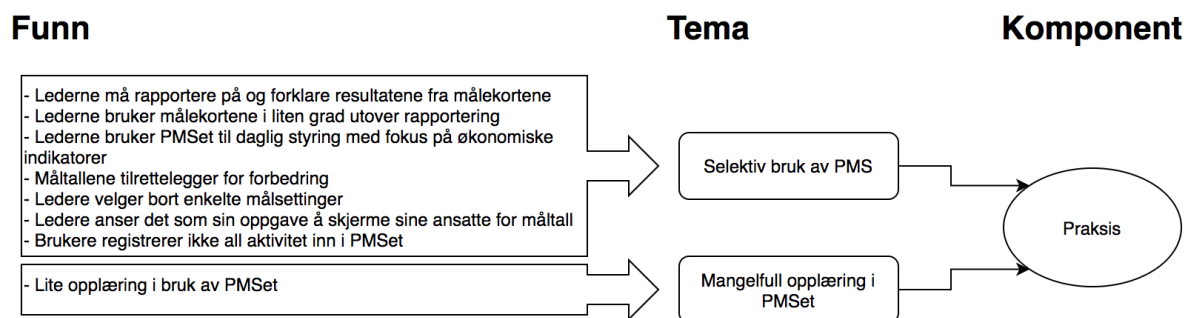 Funn
Tema
Komponent
- Lederne må rapportere på og forklare resultatene fra målekortene
- Lederne bruker målekortene i liten grad utover rapportering
- Lederne bruker PMSet til daglig styring med fokus på økonomiske
indikatorer
- Måltallene tilrettelegger for forbedring
- Ledere velger bort enkelte målsettinger
- Ledere anser det som sin oppgave å skjerme sine ansatte for måltall
- Brukere registrerer ikke all aktivitet inn i PMSet
Selektiv bruk av PMS
Praksis
- Lite opplæring i bruk av PMSet
Mangelfull opplæring i
PMSet